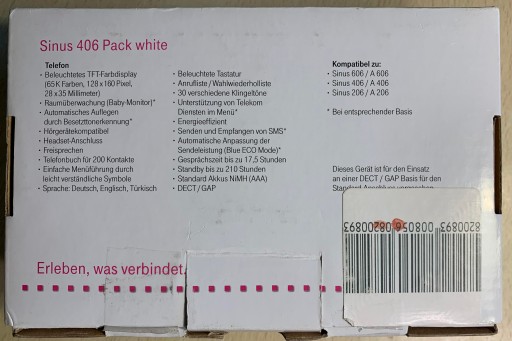 Sinus 406 Pack white
Telefon
· Beleuchtetes TFT-Farbdisplay
(65K Farben, 128 x 160 Pixel,
28 x 35 Millimeter)
· Raumüberwachung (Baby-Monitor)*
· Automatisches Auflegen
durch Besetzttonerkennung*
· Hörgerätekompatibel
· Headset-Anschluss
· Freisprechen
· Telefonbuch für 200 Kontakte
· Einfache Menüführung durch
leicht verständliche Symbole
· Sprache: Deutsch, Englisch, Türkisch
· Beleuchtete Tastatur
· Anrufliste / Wahlwiederholliste
· 30 verschiedene Klingeltöne
· Unterstützung von Telekom
Diensten im Menü*
· Energieeffizient
· Senden und Empfangen von SMS*
· Automatische Anpassung der
Sendeleistung (Blue ECO Mode)*
· Gesprächszeit bis zu 17,5 Stunden
· Standby bis zu 210 Stunden
· Standard Akkus NiMH (AAA)
· DECT / GAP
Kompatibel zu:
· Sinus 606 / A 606
· Sinus 406 / A 406
· Sinus 206 / A 206
* Bei entsprechender Basis
Dieses Gerät ist für den Einsatz
an einer DECT / GAP Basis für den
Erleben, was verbindet.